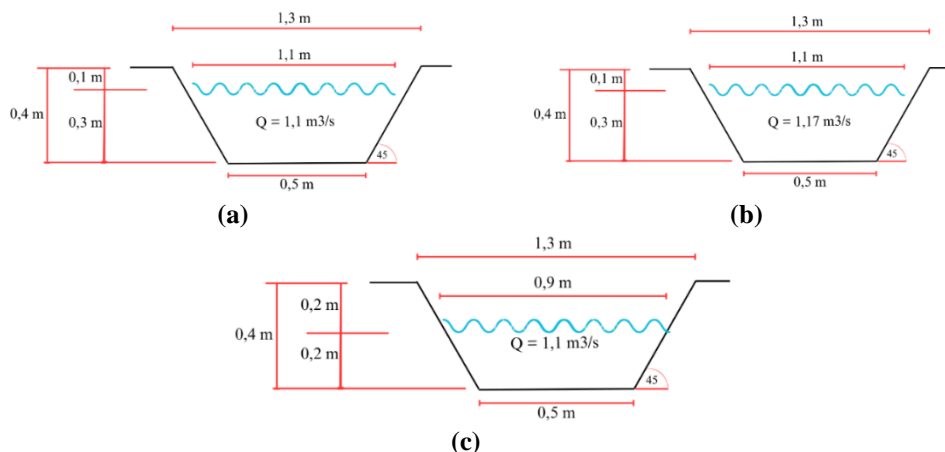 1,3 m
1,1 m
0,1 m
0,4 m
0,3 m
Q = 1,1 m3/s
45
0,5 m
(a)
1,3 m
1,1 m
0,1 m
0,4 m
0,3 m
Q = 1,17 m3/s
45
0,5 m
(b)
1,3 m
0,9 m
0,2 m
0,4 m
0,2 m
Q = 1,1 m3/s
45
0,5 m
(c)